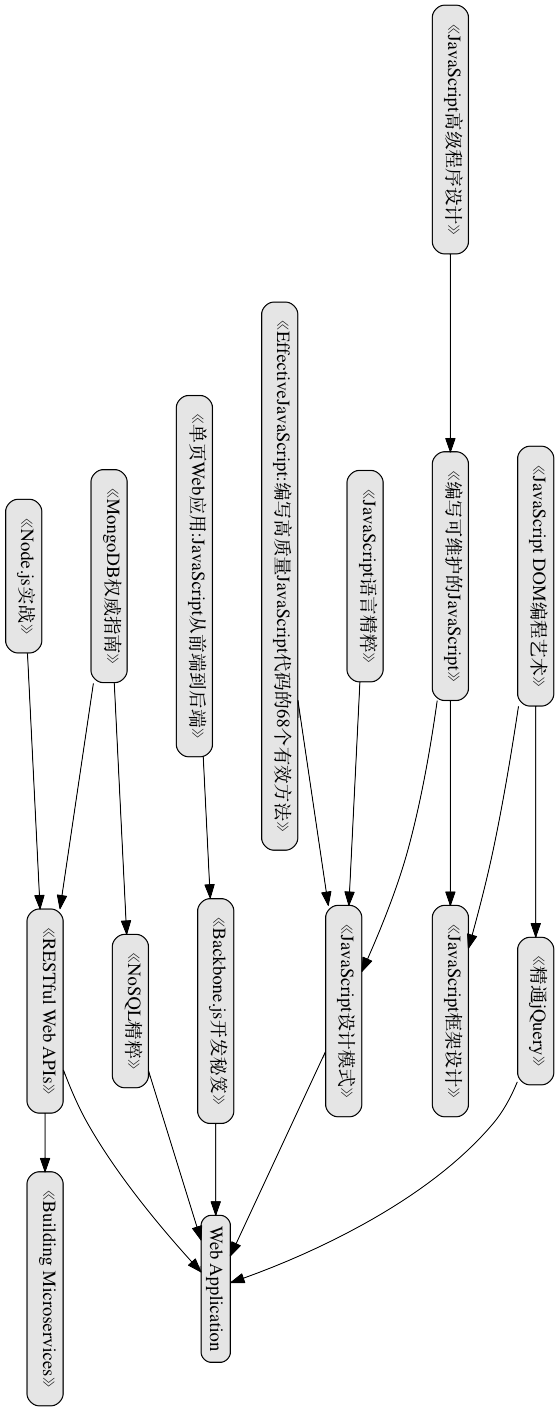 《JavaScript高级程序设计》
《JavaScript DOM编程艺术》
《编写可维护的JavaScript》
《JavaScript语言精粹》
《EffectiveJavaScript:编写高质量JavaScript代码的68个有效方法》
《单页Web应用:JavaScript从前端到后端》
《MongoDB权威指南》
《Node.js实战》
《精通jQuery》
《JavaScript框架设计》
《JavaScript设计模式》
《Backbone.js开发秘笈》
《NoSQL精粹》
《RESTful Web APIs》
Web Application
《Building Microservices》